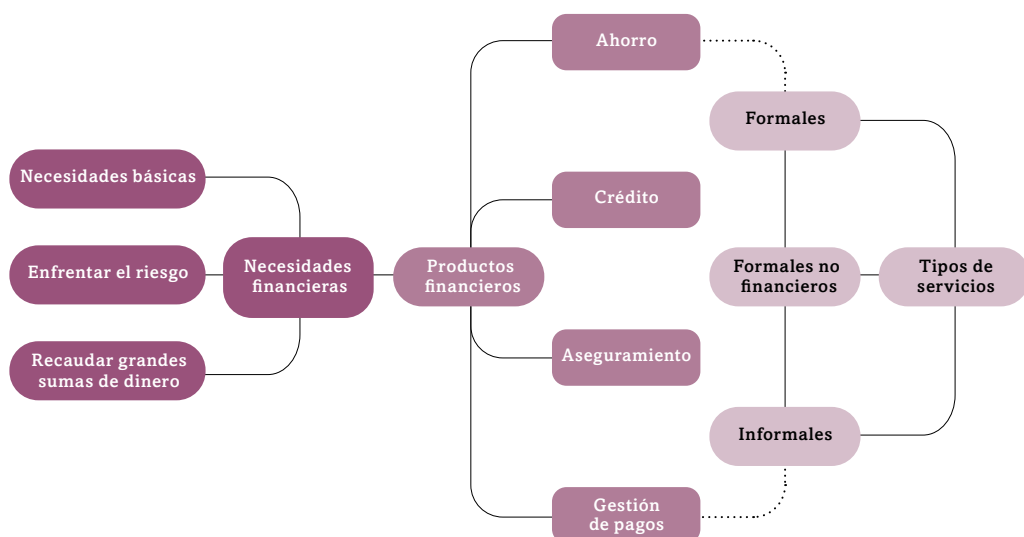 Necesidades básicas
Enfrentar el riesgo
Recaudar grandes
sumas de dinero
Necesidades
financieras
Productos
financieros
Ahorro
Crédito
Aseguramiento
Gestión
de pagos
Formales
Formales no
financieros
Informales
Tipos de
servicios